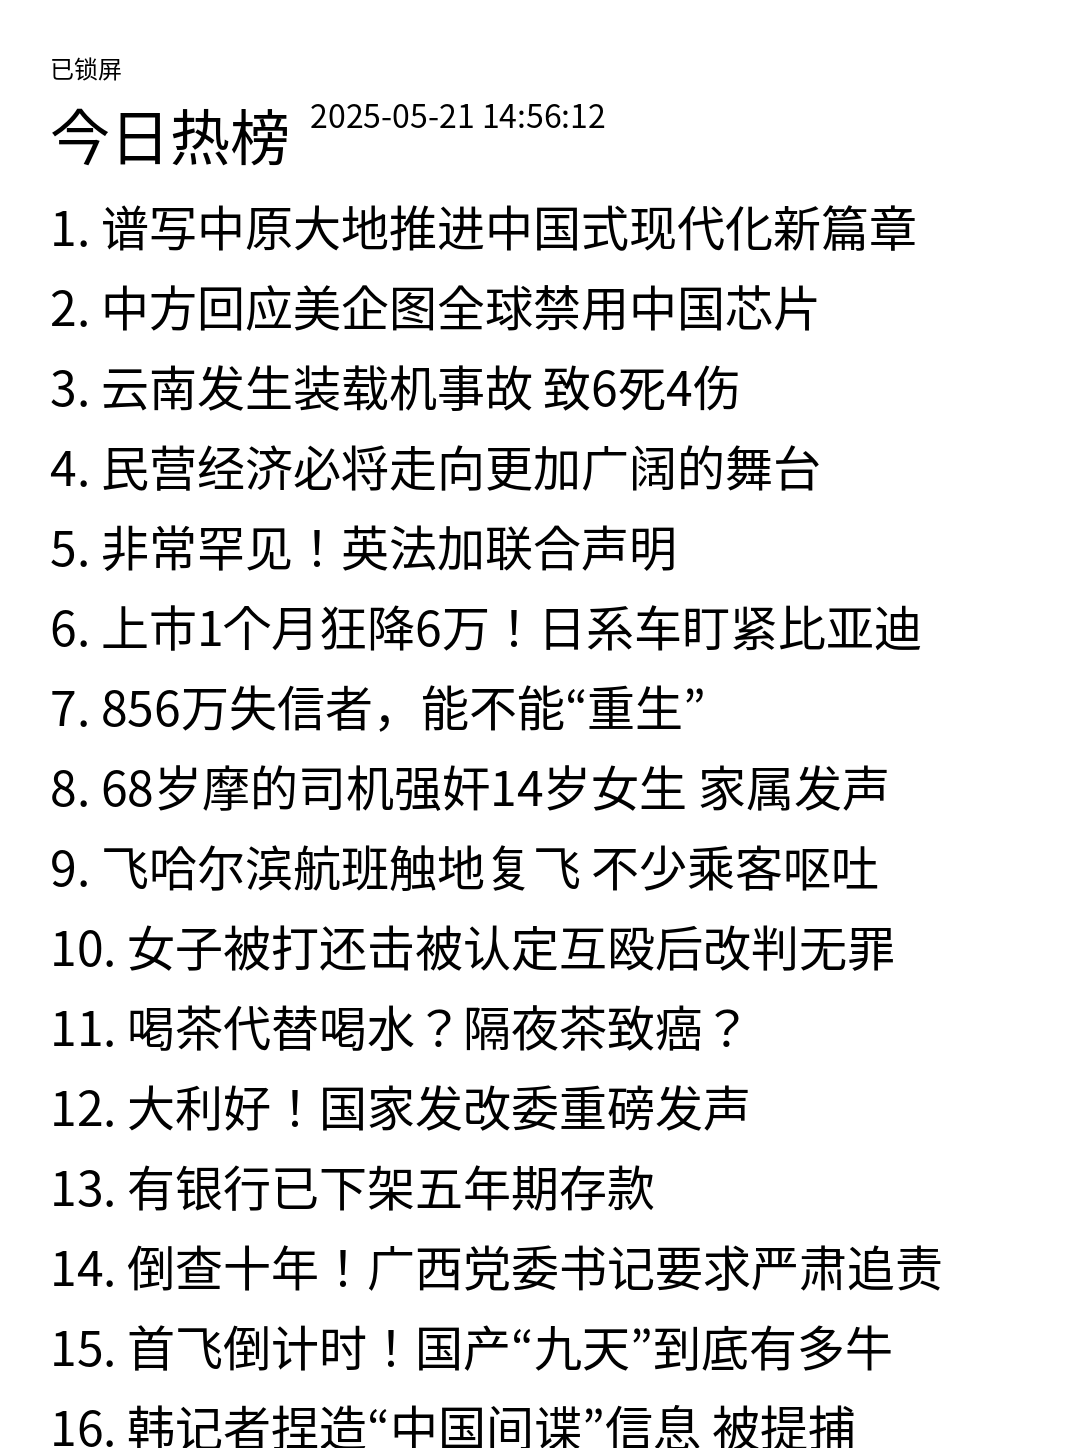 已锁屏
今日热榜 2025-05-21 14:56:12
1. 谱写中原大地推进中国式现代化新篇章
2. 中方回应美企图全球禁用中国芯片
3. 云南发生装载机事故 致6死4伤
4. 民营经济必将走向更加广阔的舞台
5. 非常罕见！英法加联合声明
6. 上市1个月狂降6万！日系车盯紧比亚迪
7. 856万失信者，能不能“重生”
8. 68岁摩的司机强奸14岁女生 家属发声
9. 飞哈尔滨航班触地复飞 不少乘客呕吐
10. 女子被打还击被认定互殴后改判无罪
11. 喝茶代替喝水？隔夜茶致癌？
12. 大利好！国家发改委重磅发声
13. 有银行已下架五年期存款
14. 倒查十年！广西党委书记要求严肃追责
15. 首飞倒计时！国产“九天”到底有多牛
16. 韩记者捏造“中国间谍”信息 被提捕